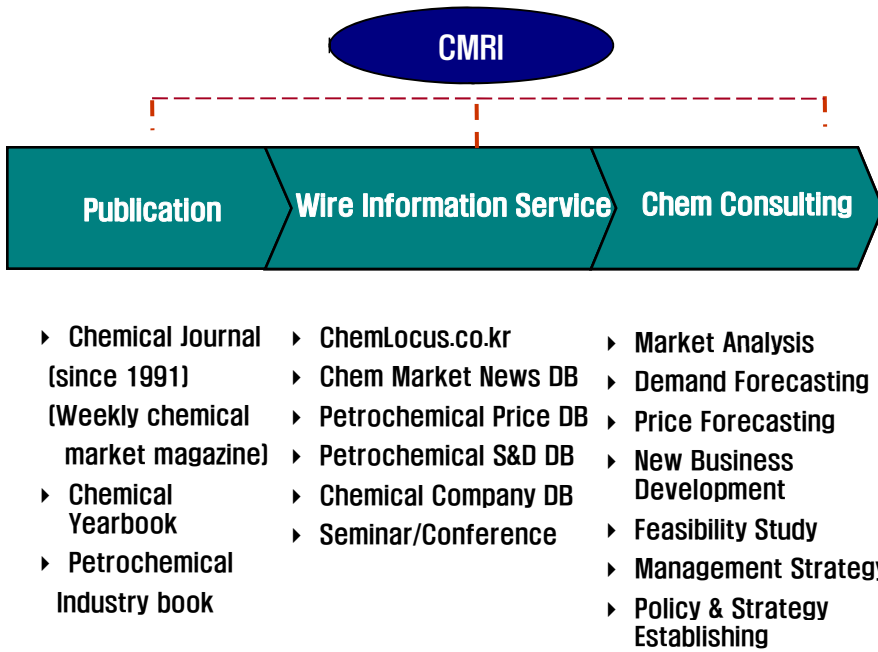 CMRI
Publication
Wire Information Service
Chem Consulting
‣ Chemical Journal
(since 1991)
(Weekly chemical
market magazine)
‣ Chemical
Yearbook
‣ Petrochemical
Industry book
‣ ChemLocus.co.kr
‣ Chem Market News DB
‣ Petrochemical Price DB
‣ Petrochemical S&D DB
‣ Chemical Company DB
‣ Seminar/Conference
‣ Market Analysis
‣ Demand Forecasting
‣ Price Forecasting
‣ New Business
Development
‣ Feasibility Study
‣ Management Strategy
‣ Policy & Strategy
Establishing